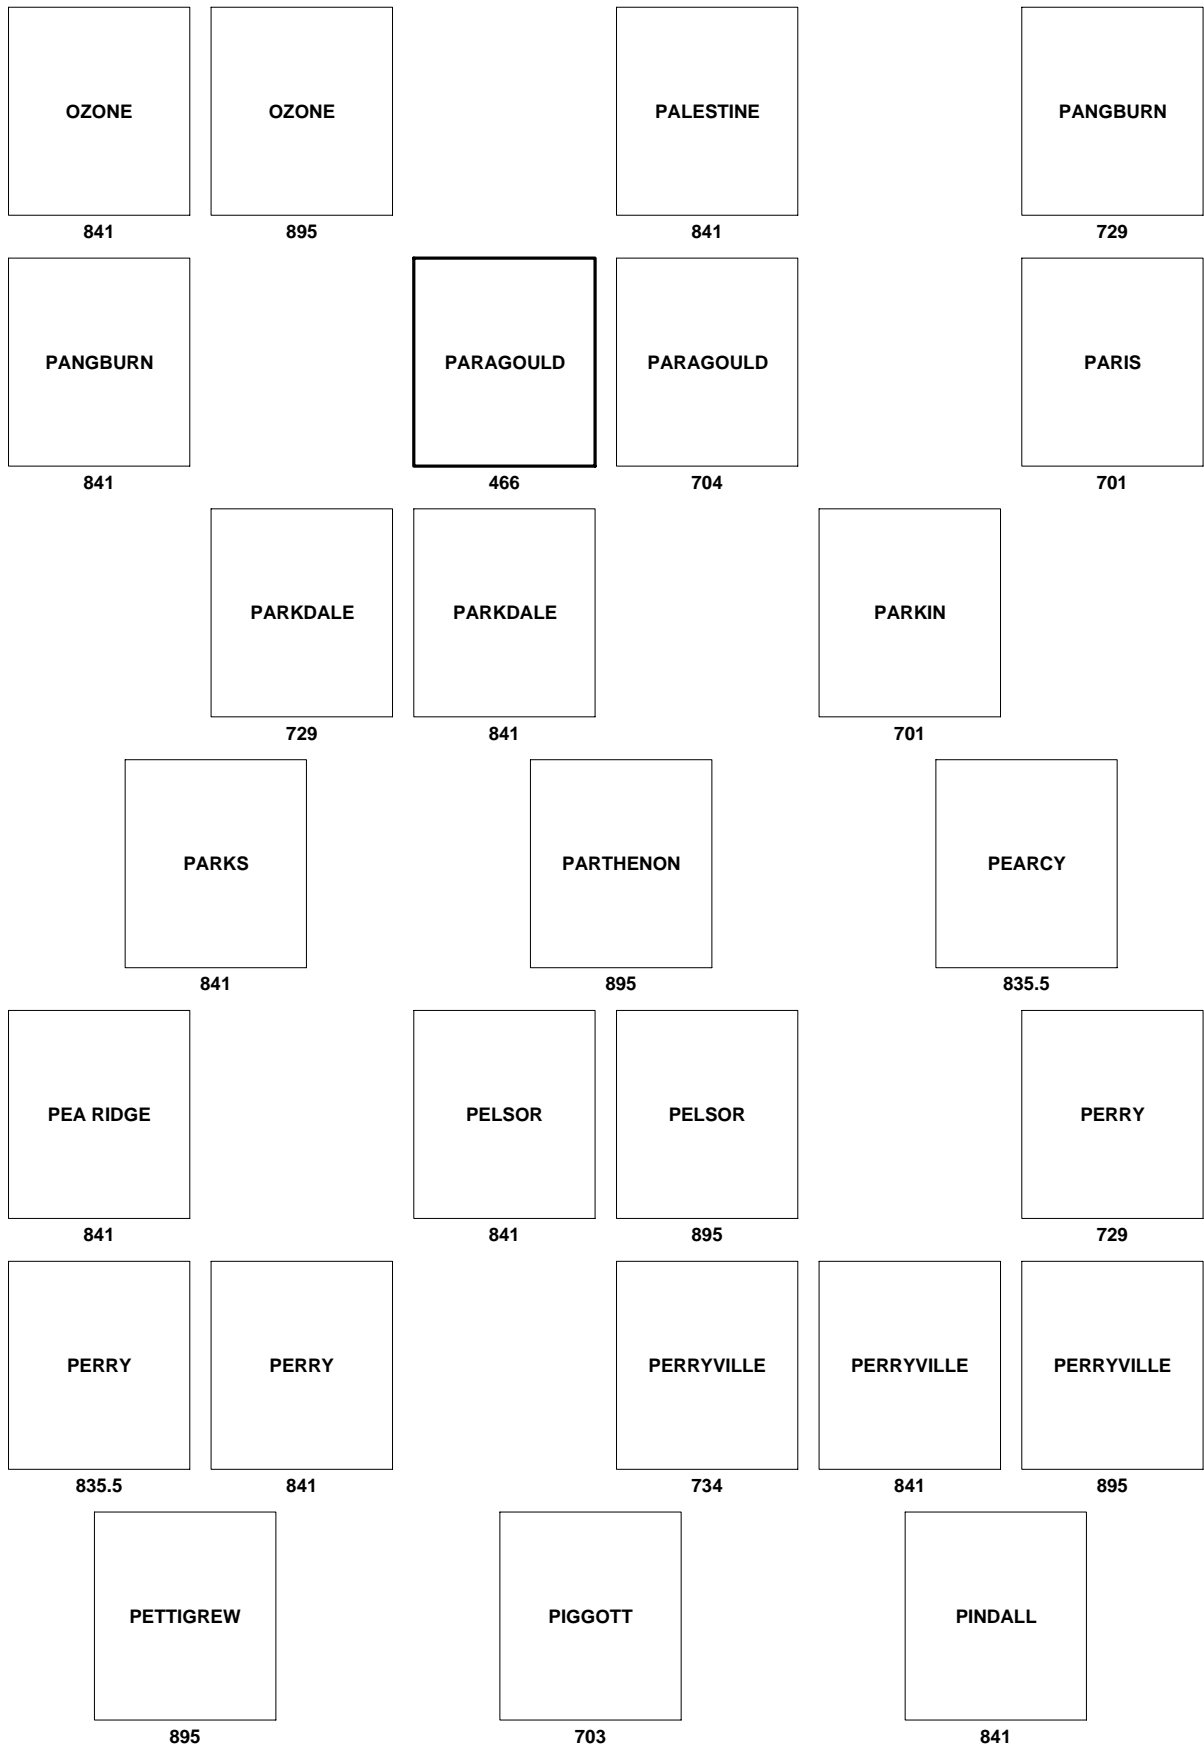 OZONE OZONE PALESTINE PANGBURN
841 895 841 729
PANGBURN PARAGOULD PARAGOULD PARIS
841 466 704 701
PARKDALE PARKDALE PARKIN
729 841 701
PARKS PARTHENON PEARCY
841 895 835.5
PEA RIDGE PELSOR PELSOR PERRY
841 841 895 729
PERRY PERRY PERRYVILLE PERRYVILLE PERRYVILLE
835.5 841 734 841 895
PETTIGREW PIGGOTT PINDALL
895 703 841